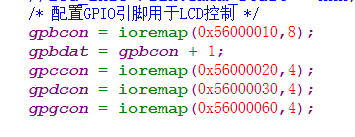 /* 配置GPIO引脚用于LCD控制 */
gpbcon = ioremap(0x56000010,8);
gpbdat = gpbcon + 1;
gpccon = ioremap(0x56000020,4);
gpdcon = ioremap(0x56000030,4);
gpgcon = ioremap(0x56000060,4);